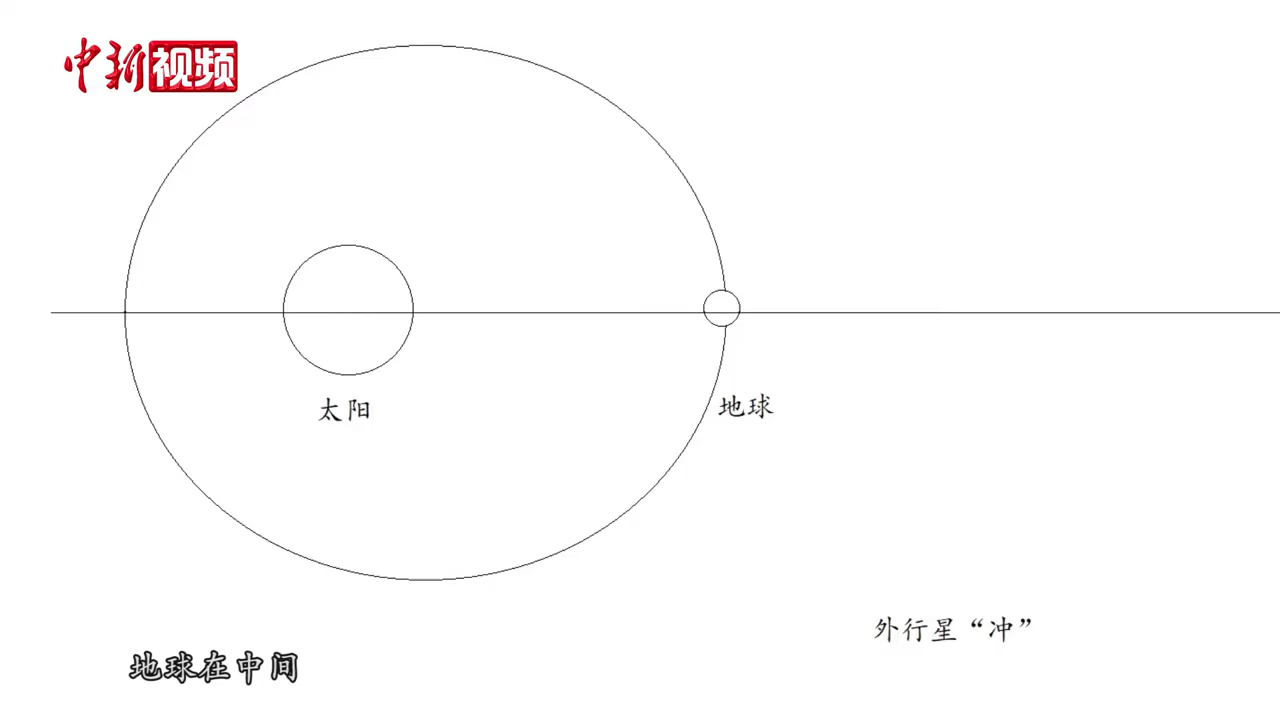 中新视频
太阳
地球
外行星“冲”
地球在中间